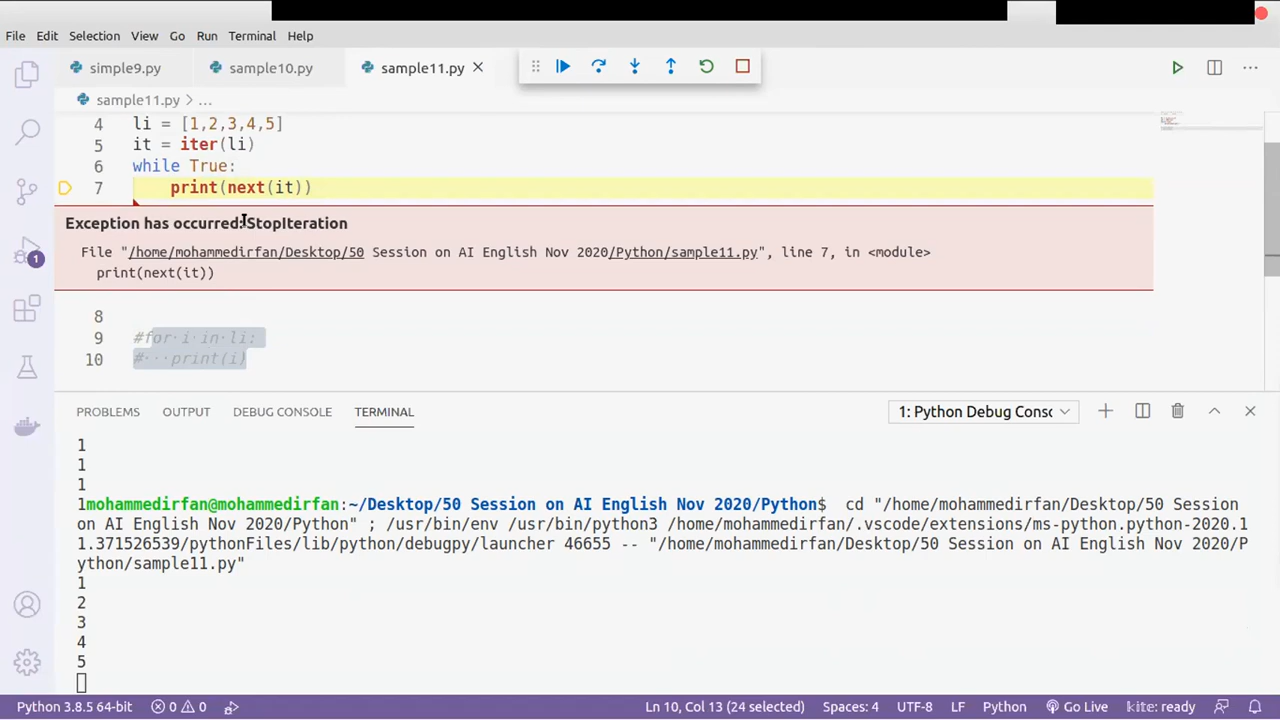 File Edit Selection View Go Run Terminal Help
simple9.py sample10.py sample11.py
sample11.py > ...
4 li = [1,2,3,4,5]
5 it = iter(li)
6 while True:
7 print(next(it))
Exception has occurred: StopIteration
File "/home/mohammedirfan/Desktop/50 Session on AI English Nov 2020/Python/sample11.py", line 7, in <module>
print(next(it))
8
9 #for·i·in·li:
10 #···print(i)
PROBLEMS OUTPUT DEBUG CONSOLE TERMINAL 1: Python Debug Consc
1
1
1
1mohammedirfan@mohammedirfan:~/Desktop/50 Session on AI English Nov 2020/Python$ cd "/home/mohammedirfan/Desktop/50 Session
on AI English Nov 2020/Python" ; /usr/bin/env /usr/bin/python3 /home/mohammedirfan/.vscode/extensions/ms-python.python-2020.1
1.371526539/pythonFiles/lib/python/debugpy/launcher 46655 -- "/home/mohammedirfan/Desktop/50 Session on AI English Nov 2020/P
ython/sample11.py"
1
2
3
4
5
Python 3.8.5 64-bit 0 0 Ln 10, Col 13 (24 selected) Spaces: 4 UTF-8 LF Python Go Live kite: ready